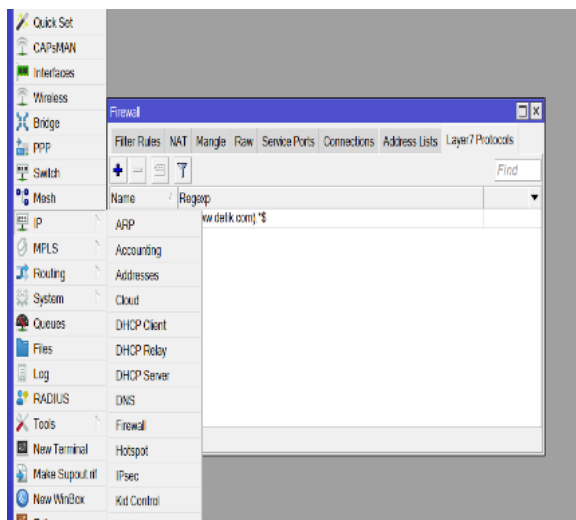 Quick Set
CAPsMAN
Interfaces
Wireless
Bridge
PPP
Switch
Mesh
IP
MPLS
Routing
System
Queues
Files
Log
RADIUS
Tools
New Terminal
Make Supout.rif
New WinBox
Firewall
Filter Rules NAT Mangle Raw Service Ports Connections Address Lists Layer7 Protocols
Find
Name Regexp
.detik.com).*$
ARP
Accounting
Addresses
Cloud
DHCP Client
DHCP Relay
DHCP Server
DNS
Firewall
Hotspot
IPsec
Kid Control